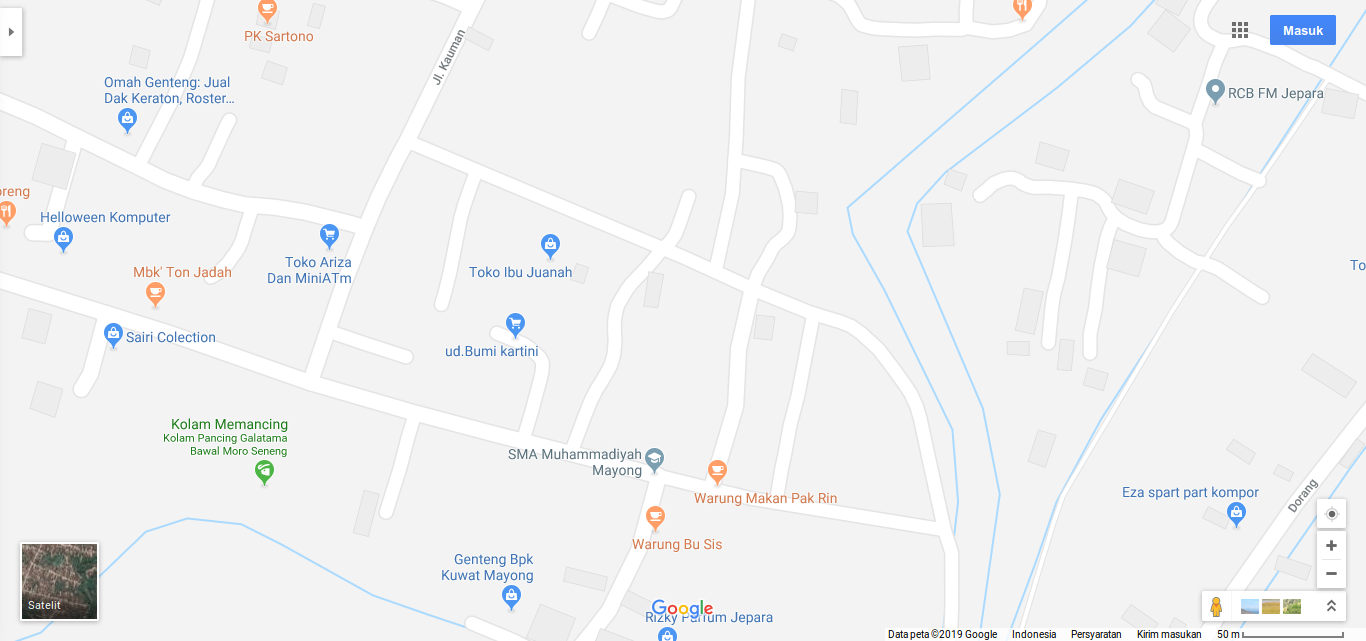 PK Sartono
Jl. Kauman
Masuk
Omah Genteng: Jual
Dak Keraton, Roster...
RCB FM Jepara
oreng
Helloween Komputer
Toko Ariza
Dan MiniATm
Mbk' Ton Jadah
Toko Ibu Juanah
To
Sairi Colection
ud.Bumi kartini
Kolam Memancing
Kolam Pancing Galatama
Bawal Moro Seneng
SMA Muhammadiyah
Mayong
Warung Makan Pak Rin
Eza spart part kompor
Dorang
Warung Bu Sis
Genteng Bpk
Kuwat Mayong
Satelit
Google
Rizky Parfum Jepara
Data peta ©2019 Google Indonesia Persyaratan Kirim masukan 50 m